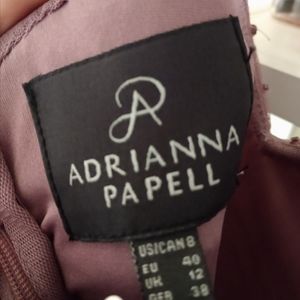 ADRIANNA
PAPELL
US|CAN 8
EU 40
UK 12
GER 38